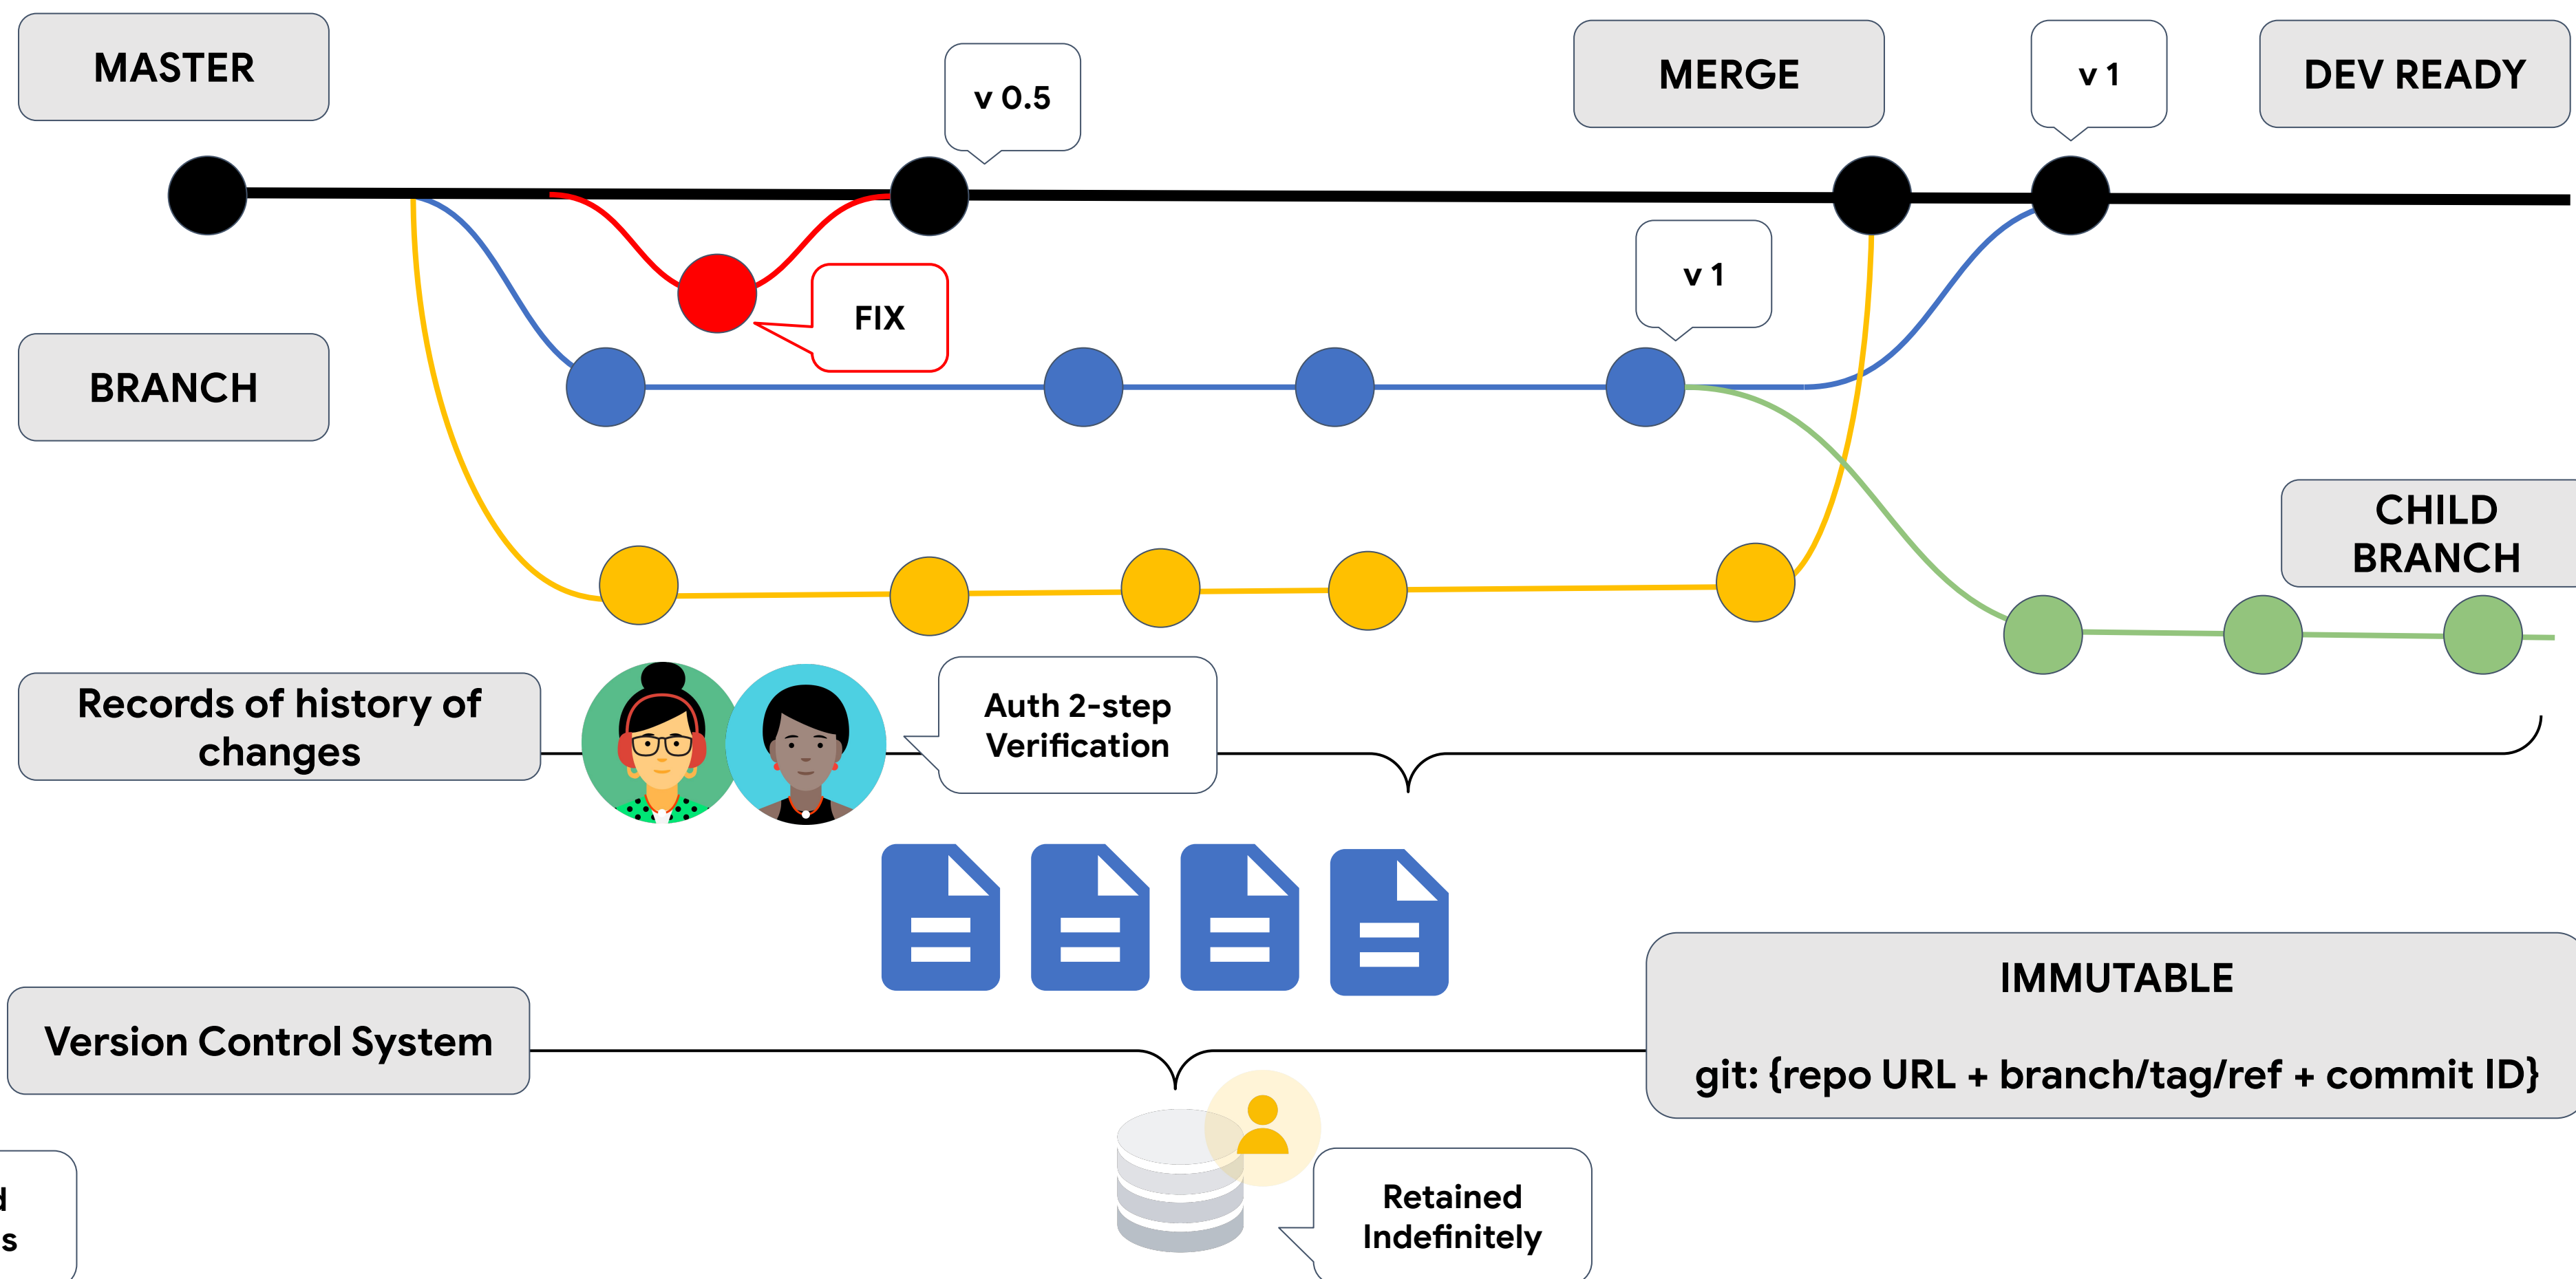 MASTER
v 0.5
MERGE
v 1
DEV READY
v 1
FIX
BRANCH
CHILD
BRANCH
Records of history of
changes
Auth 2-step
Verification
IMMUTABLE
git: {repo URL + branch/tag/ref + commit ID}
Version Control System
Retained
Indefinitely